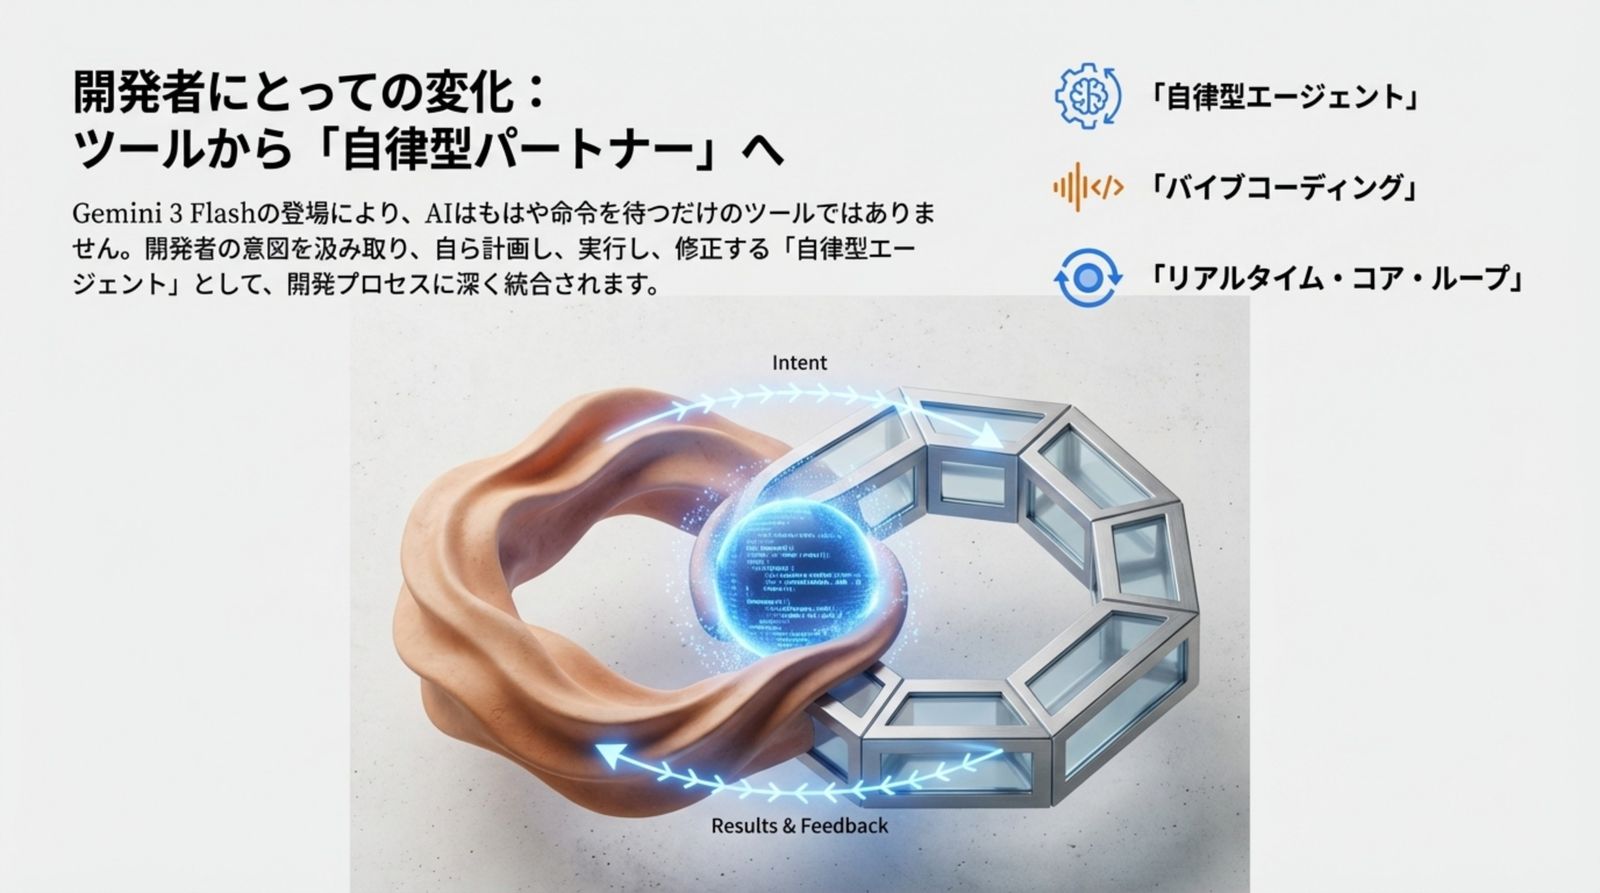 開発者にとっての変化：
ツールから「自律型パートナー」へ
Gemini 3 Flashの登場により、AIはもはや命令を待つだけのツールではありま
せん。開発者の意図を汲み取り、自ら計画し、実行し、修正する「自律型エー
ジェント」として、開発プロセスに深く統合されます。
「自律型エージェント」
「バイブコーディング」
「リアルタイム・コア・ループ」
Intent
Results & Feedback